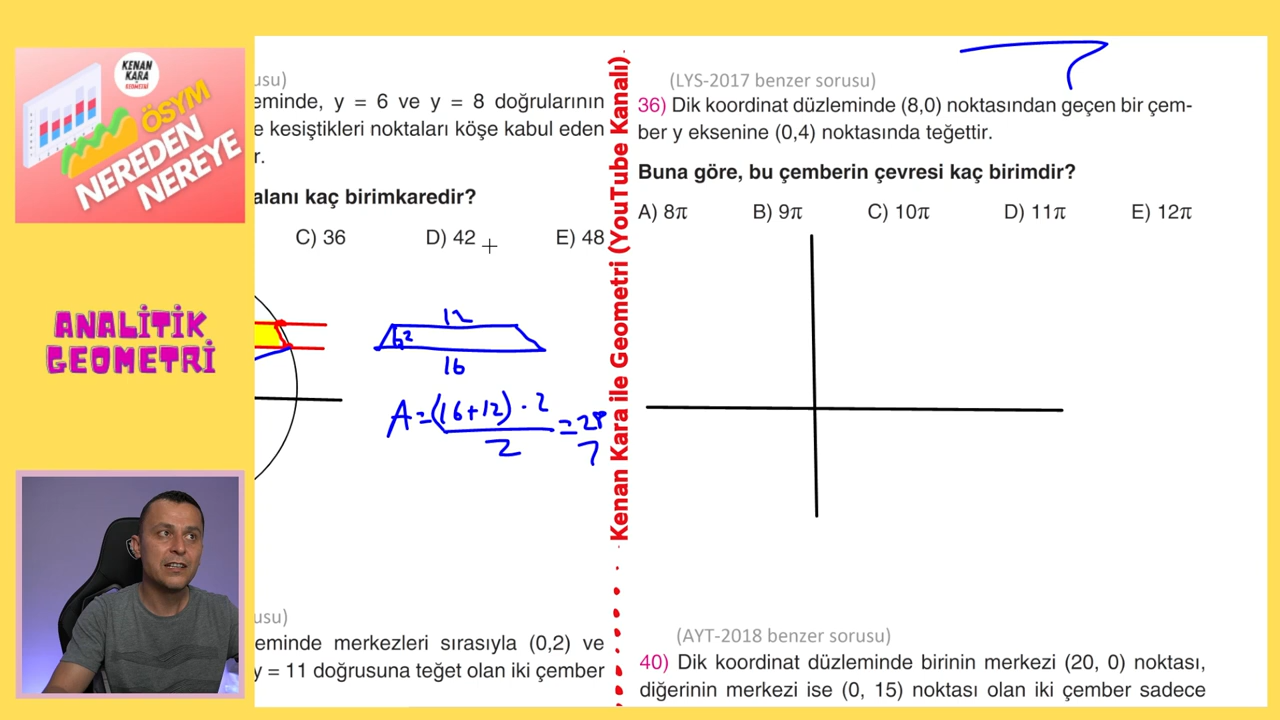 KENAN
KARA
GEOMETRİ
ÖSYM
NEREDEN
NEREYE
ANALİTİK
GEOMETRİ
usu)
eminde, y = 6 ve y = 8 doğrularının
e kesiştikleri noktaları köşe kabul eden
r.
alanı kaç birimkaredir?
C) 36 D) 42 E) 48
12
h2
16
A=(16+12)·2
2
=28
7
usu)
eminde merkezleri sırasıyla (0,2) ve
y = 11 doğrusuna teğet olan iki çember
Kenan Kara ile Geometri (YouTube Kanalı)
(LYS-2017 benzer sorusu)
36) Dik koordinat düzleminde (8,0) noktasından geçen bir çem-
ber y eksenine (0,4) noktasında teğettir.
Buna göre, bu çemberin çevresi kaç birimdir?
A) 8π B) 9π C) 10π D) 11π E) 12π
(AYT-2018 benzer sorusu)
40) Dik koordinat düzleminde birinin merkezi (20, 0) noktası,
diğerinin merkezi ise (0, 15) noktası olan iki çember sadece